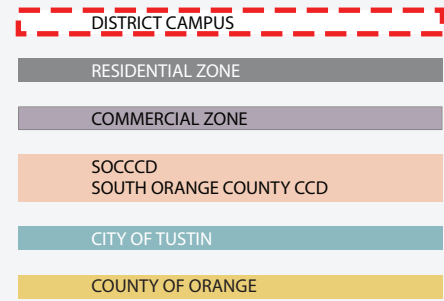 DISTRICT CAMPUS
RESIDENTIAL ZONE
COMMERCIAL ZONE
SOCCCD
SOUTH ORANGE COUNTY CCD
CITY OF TUSTIN
COUNTY OF ORANGE